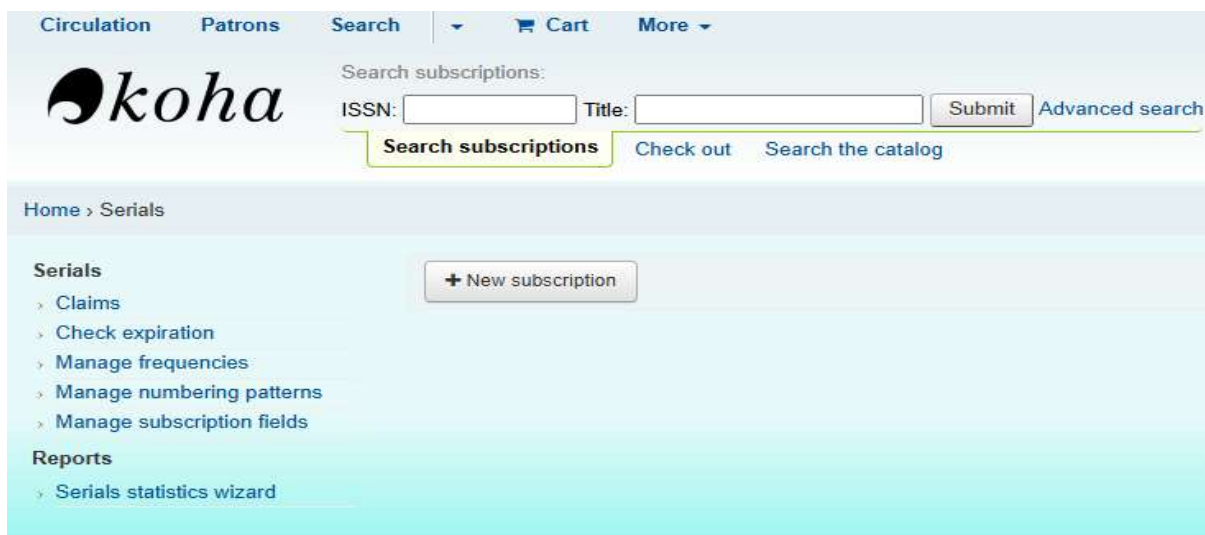 Circulation Patrons Search Cart More
koha
Search subscriptions:
ISSN: Title: Submit Advanced search
Search subscriptions Check out Search the catalog
Home › Serials
Serials
+ New subscription
› Claims
› Check expiration
› Manage frequencies
› Manage numbering patterns
› Manage subscription fields
Reports
› Serials statistics wizard